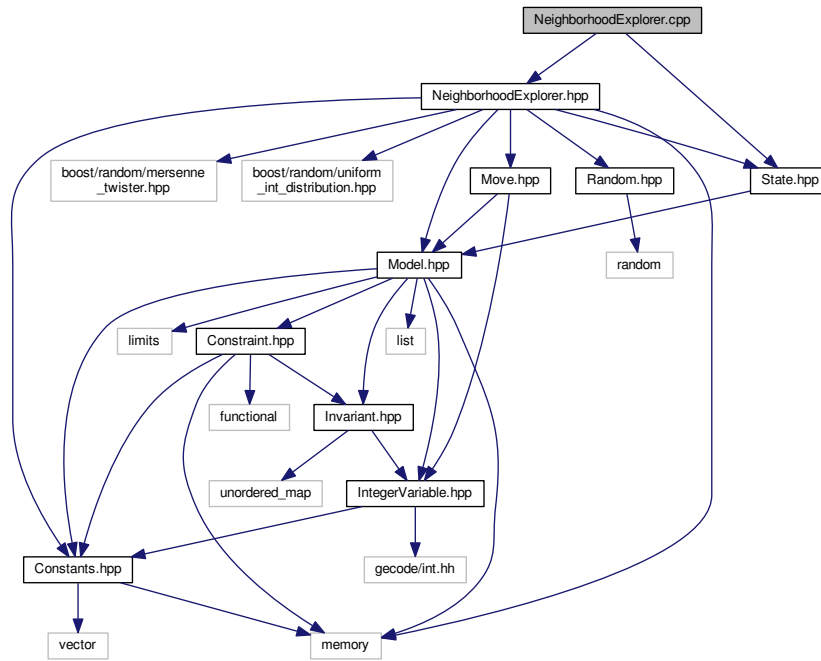 NeighborhoodExplorer.cpp
NeighborhoodExplorer.hpp
boost/random/mersenne
_twister.hpp
boost/random/uniform
_int_distribution.hpp
Move.hpp
Random.hpp
State.hpp
Model.hpp
random
limits
Constraint.hpp
list
functional
Invariant.hpp
unordered_map
IntegerVariable.hpp
Constants.hpp
gecode/int.hh
vector
memory